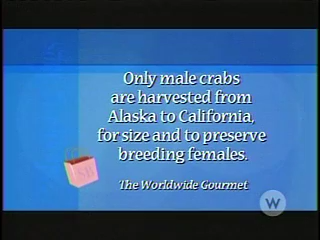 Only male crabs
are harvested from
Alaska to California,
for size and to preserve
breeding females.
The Worldwide Gourmet
W